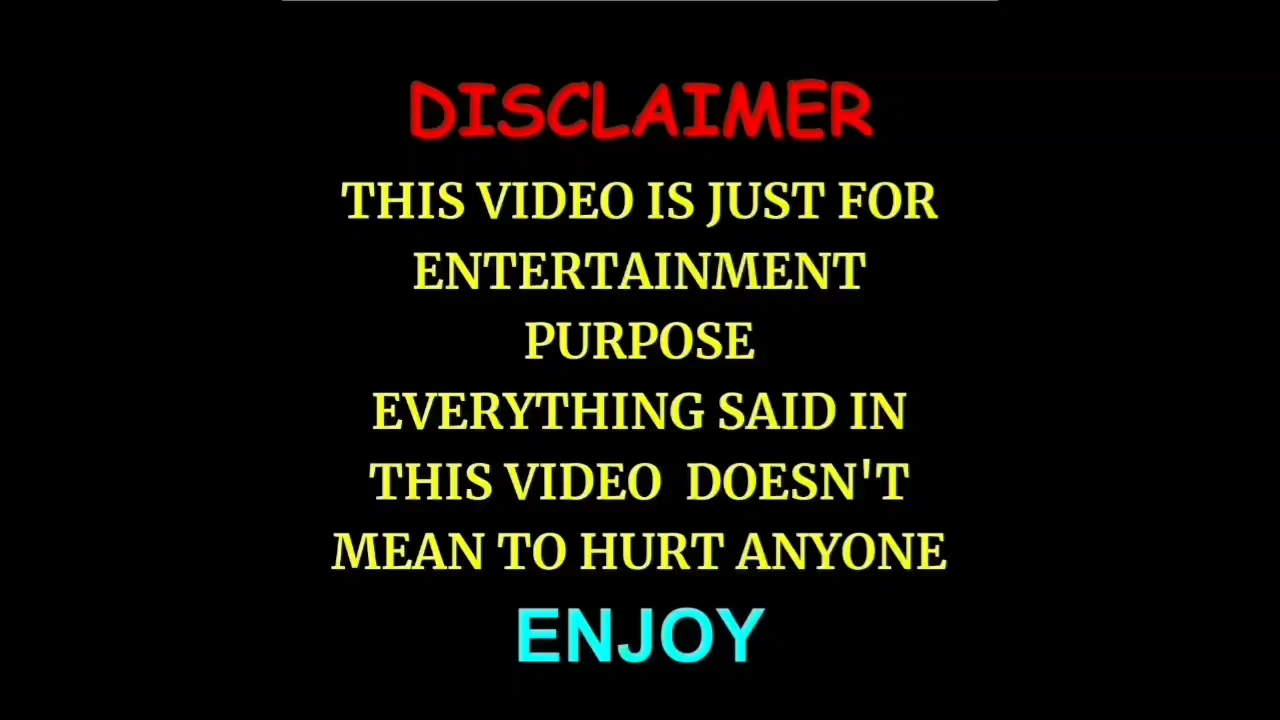 DISCLAIMER
THIS VIDEO IS JUST FOR
ENTERTAINMENT
PURPOSE
EVERYTHING SAID IN
THIS VIDEO DOESN'T
MEAN TO HURT ANYONE
ENJOY